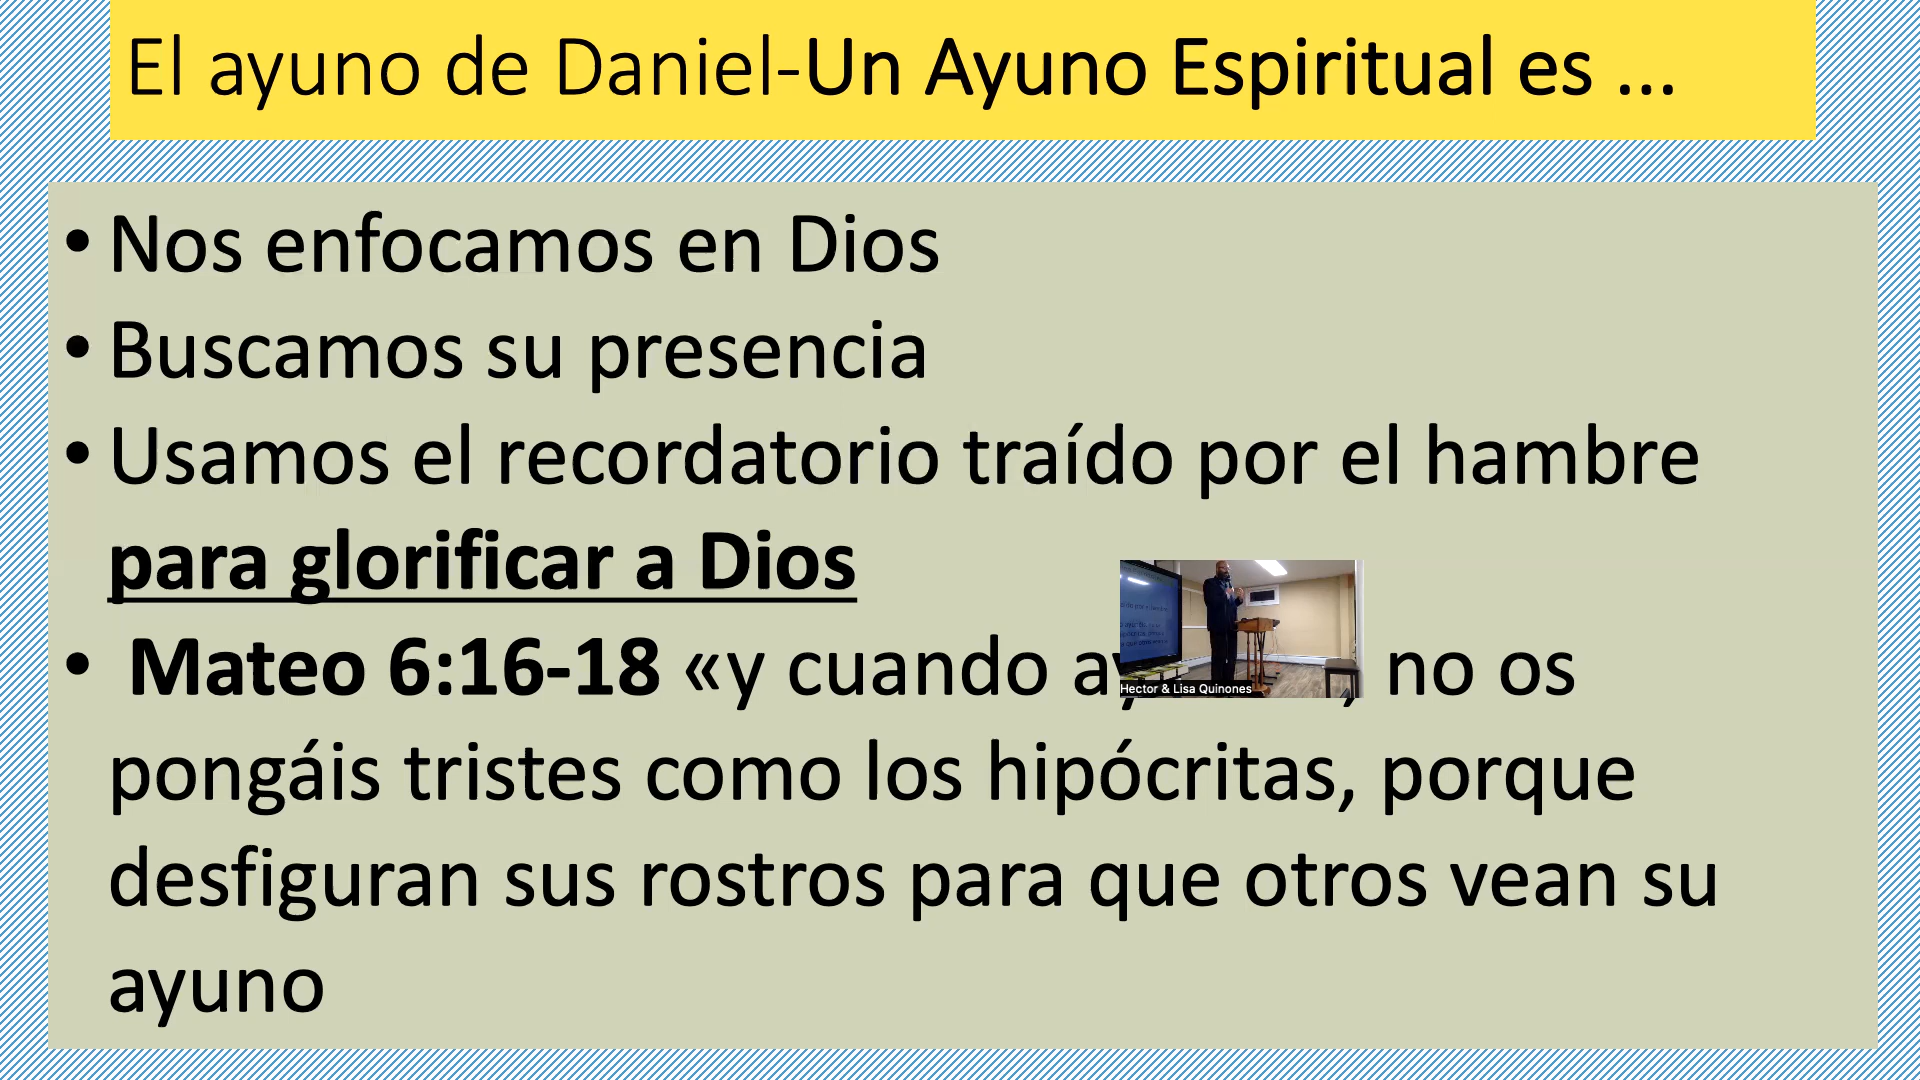 El ayuno de Daniel-Un Ayuno Espiritual es ...
• Nos enfocamos en Dios
• Buscamos su presencia
• Usamos el recordatorio traído por el hambre
para glorificar a Dios
• Mateo 6:16-18 «y cuando no os
Hector & Lisa Quinones
pongáis tristes como los hipócritas, porque
desfiguran sus rostros para que otros vean su
ayuno